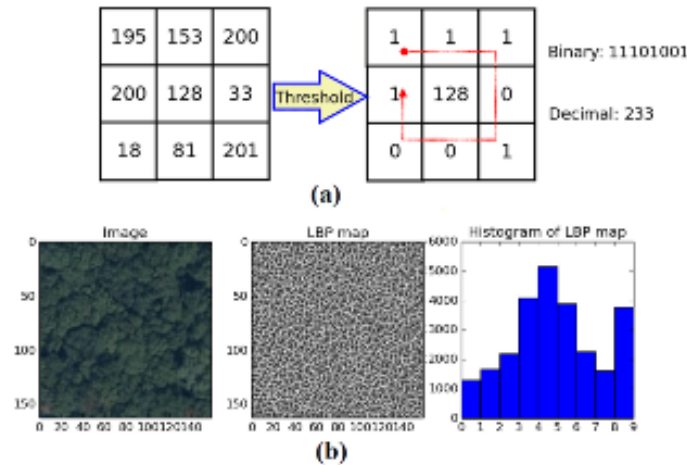 195 153 200
200 128 33
18 81 201
Threshold
1 1 1
1 128 0
0 0 1
Binary: 11101001
Decimal: 233
(a)
Image
0
50
100
150
0 20 40 60 80 100120140
LBP map
0
50
100
150
0 20 40 60 80 100120140
Histogram of LBP map
6000
5000
4000
3000
2000
1000
0
0 1 2 3 4 5 6 7 8 9
(b)